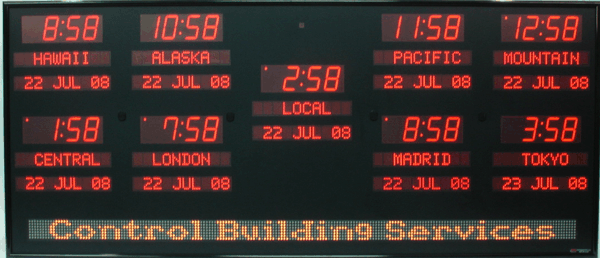 8:58 10:58 11:58 12:58
HAWAII ALASKA PACIFIC MOUNTAIN
22 JUL 08 22 JUL 08 22 JUL 08 22 JUL 08
2:58
LOCAL
22 JUL 08
1:58 7:58 8:58 3:58
CENTRAL LONDON MADRID TOKYO
22 JUL 08 22 JUL 08 22 JUL 08 23 JUL 08
Control Building Services